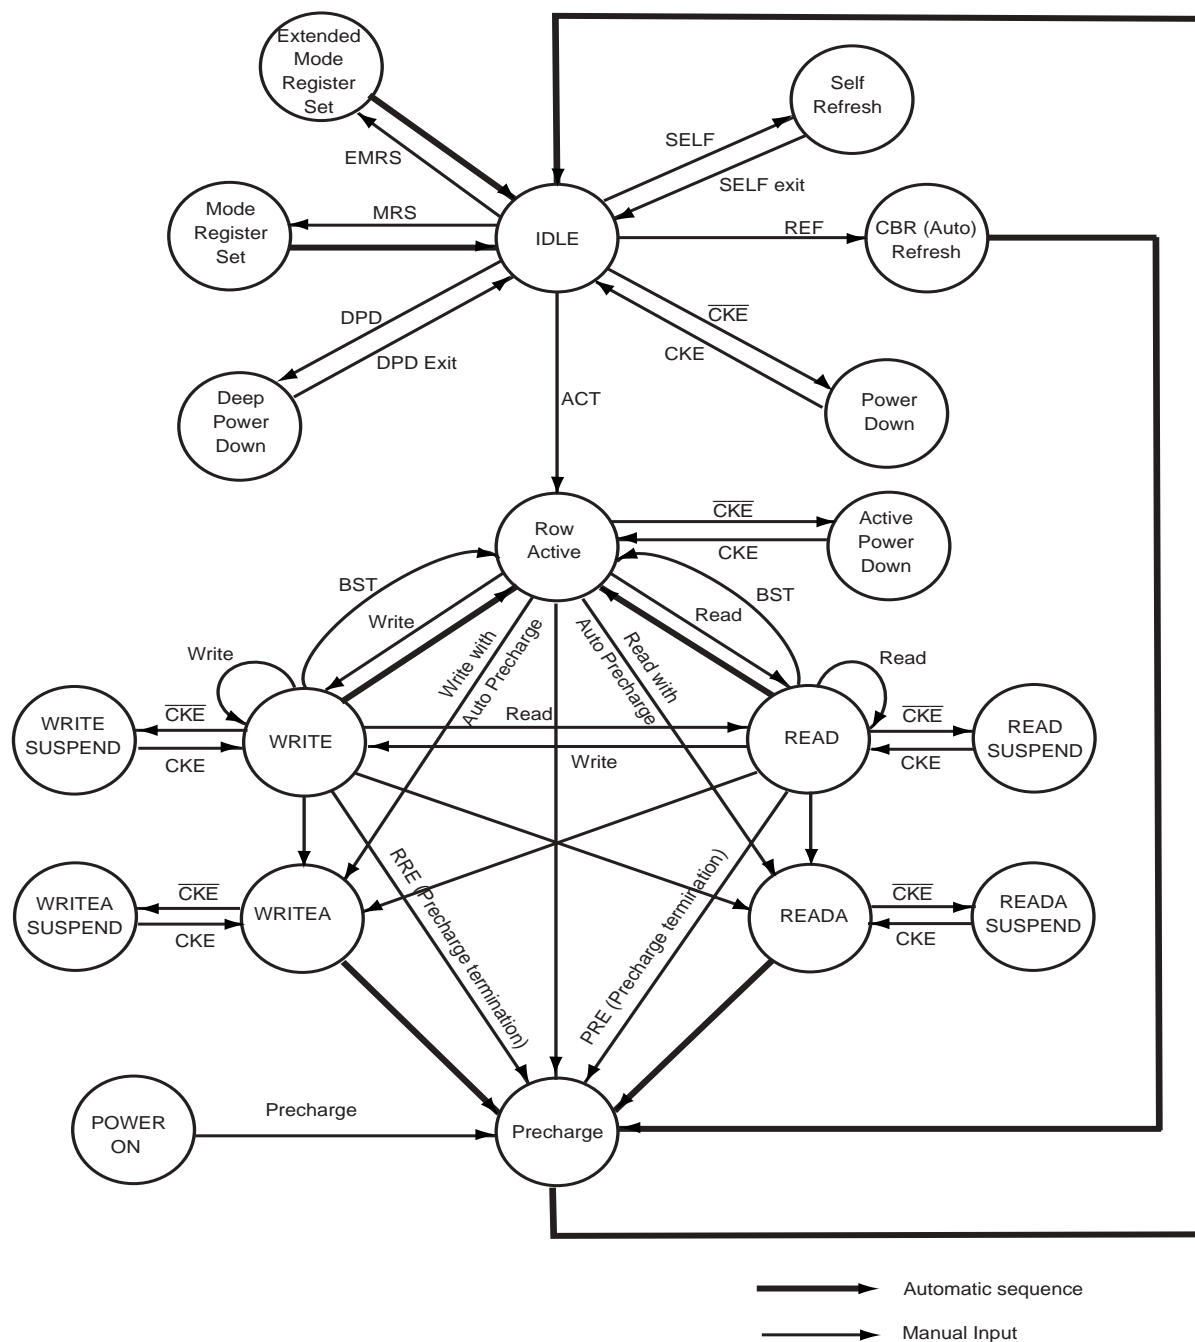 Extended
Mode
Register
Set
Self
Refresh
SELF
EMRS
SELF exit
Mode
Register
Set
MRS
IDLE
REF
CBR (Auto)
Refresh
DPD
CKE
CKE
DPD Exit
Deep
Power
Down
ACT
Power
Down
Row
Active
CKE
CKE
Active
Power
Down
BST
Write
Read
BST
Write with
Auto Precharge
Read with
Auto Precharge
Write
Read
WRITE
SUSPEND
CKE
CKE
WRITE
Read
Write
READ
CKE
CKE
READ
SUSPEND
RRE (Precharge termination)
PRE (Precharge termination)
WRITEA
SUSPEND
CKE
CKE
WRITEA
READA
CKE
CKE
READA
SUSPEND
POWER
ON
Precharge
Precharge
Automatic sequence
Manual Input